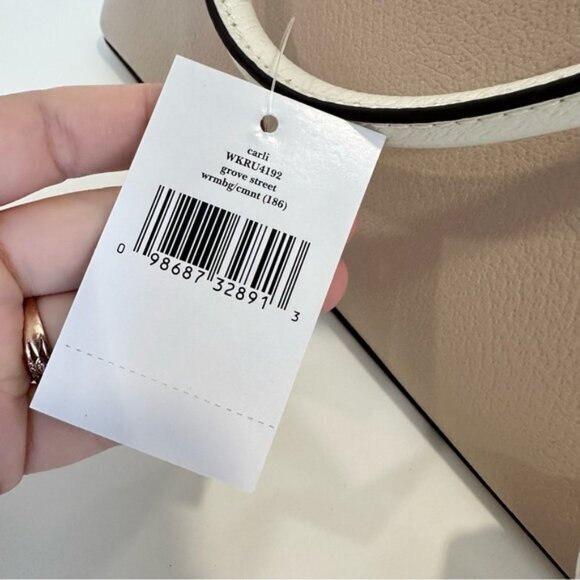 carli
WKRU4192
grove street
wrmbg/cmnt (186)
0 98687 32891 3